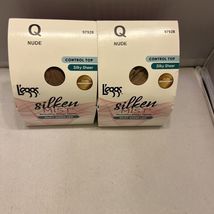 Q
NUDE
97928
CONTROL TOP
Silky Sheer
L'eggs
silken
MIST
Q
NUDE
97928
CONTROL TOP
Silky Sheer
L'eggs
silken
MIST